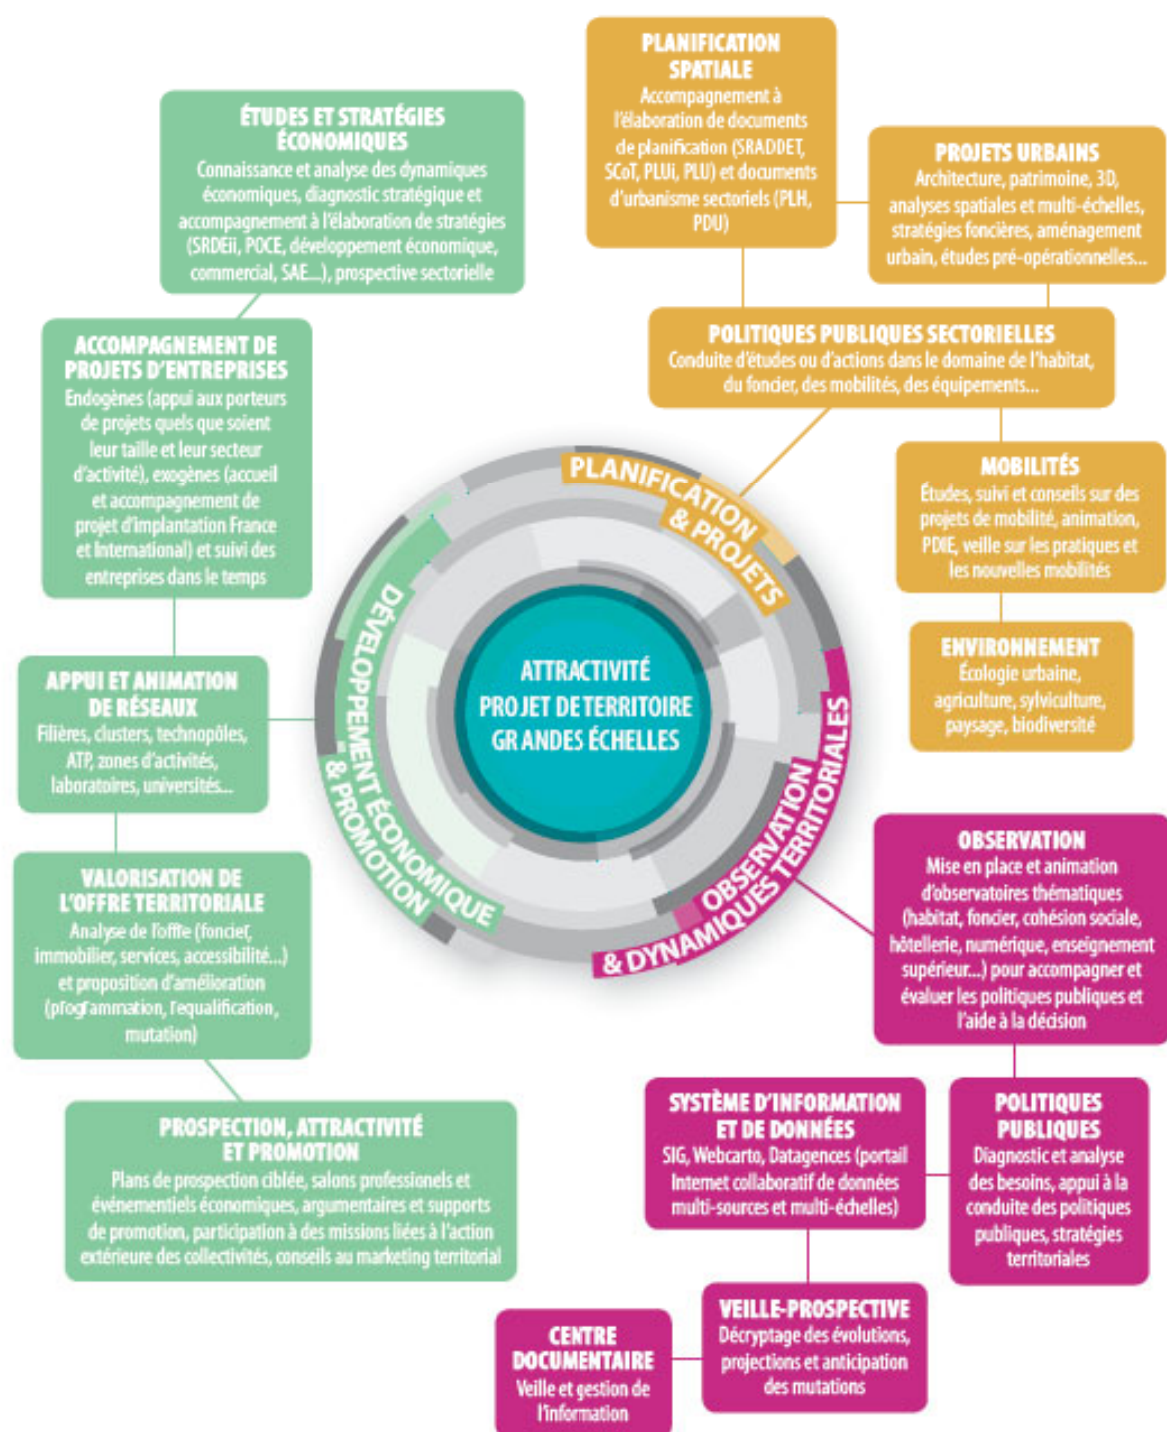 PLANIFICATION
SPATIALE
Accompagnement à
l'élaboration de documents
de planification (SRADDET,
SCoT, PLUi, PLU) et documents
d'urbanisme sectoriels (PLH,
PDU)
PROJETS URBAINS
Architecture, patrimoine, 3D,
analyses spatiales et multi-échelles,
stratégies foncières, aménagement
urbain, études pré-opérationnelles...
POLITIQUES PUBLIQUES SECTORIELLES
Conduite d'études ou d'actions dans le domaine de l'habitat,
du foncier, des mobilités, des équipements...
MOBILITÉS
Études, suivi et conseils sur des
projets de mobilité, animation,
PDIE, veille sur les pratiques et
les nouvelles mobilités
ENVIRONNEMENT
Écologie urbaine,
agriculture, sylviculture,
paysage, biodiversité
ÉTUDES ET STRATÉGIES
ÉCONOMIQUES
Connaissance et analyse des dynamiques
économiques, diagnostic stratégique et
accompagnement à l'élaboration de stratégies
(SRDEii, POCE, développement économique,
commercial, SAE...), prospective sectorielle
ACCOMPAGNEMENT DE
PROJETS D'ENTREPRISES
Endogènes (appui aux porteurs
de projets quels que soient
leur taille et leur secteur
d'activité), exogènes (accueil
et accompagnement de
projet d'implantation France
et International) et suivi des
entreprises dans le temps
APPUI ET ANIMATION
DE RÉSEAUX
Filières, clusters, technopôles,
ATP, zones d'activités,
laboratoires, universités...
VALORISATION DE
L'OFFRE TERRITORIALE
Analyse de l'offre (foncier,
immobilier, services, accessibilité...)
et proposition d'amélioration
(programmation, requalification,
mutation)
PROSPECTION, ATTRACTIVITÉ
ET PROMOTION
Plans de prospection ciblée, salons professionels et
événementiels économiques, argumentaires et supports
de promotion, participation à des missions liées à l'action
extérieure des collectivités, conseils au marketing territorial
PLANIFICATION
& PROJETS
DÉVELOPPEMENT ÉCONOMIQUE
& PROMOTION
ATTRACTIVITÉ
PROJET DE TERRITOIRE
GRANDES ÉCHELLES
OBSERVATION
& DYNAMIQUES TERRITORIALES
OBSERVATION
Mise en place et animation
d'observatoires thématiques
(habitat, foncier, cohésion sociale,
hôtellerie, numérique, enseignement
supérieur...) pour accompagner et
évaluer les politiques publiques et
l'aide à la décision
POLITIQUES
PUBLIQUES
Diagnostic et analyse
des besoins, appui à la
conduite des politiques
publiques, stratégies
territoriales
SYSTÈME D'INFORMATION
ET DE DONNÉES
SIG, Webcarto, Datagences (portail
Internet collaboratif de données
multi-sources et multi-échelles)
VEILLE-PROSPECTIVE
Décryptage des évolutions,
projections et anticipation
des mutations
CENTRE
DOCUMENTAIRE
Veille et gestion de
l'information